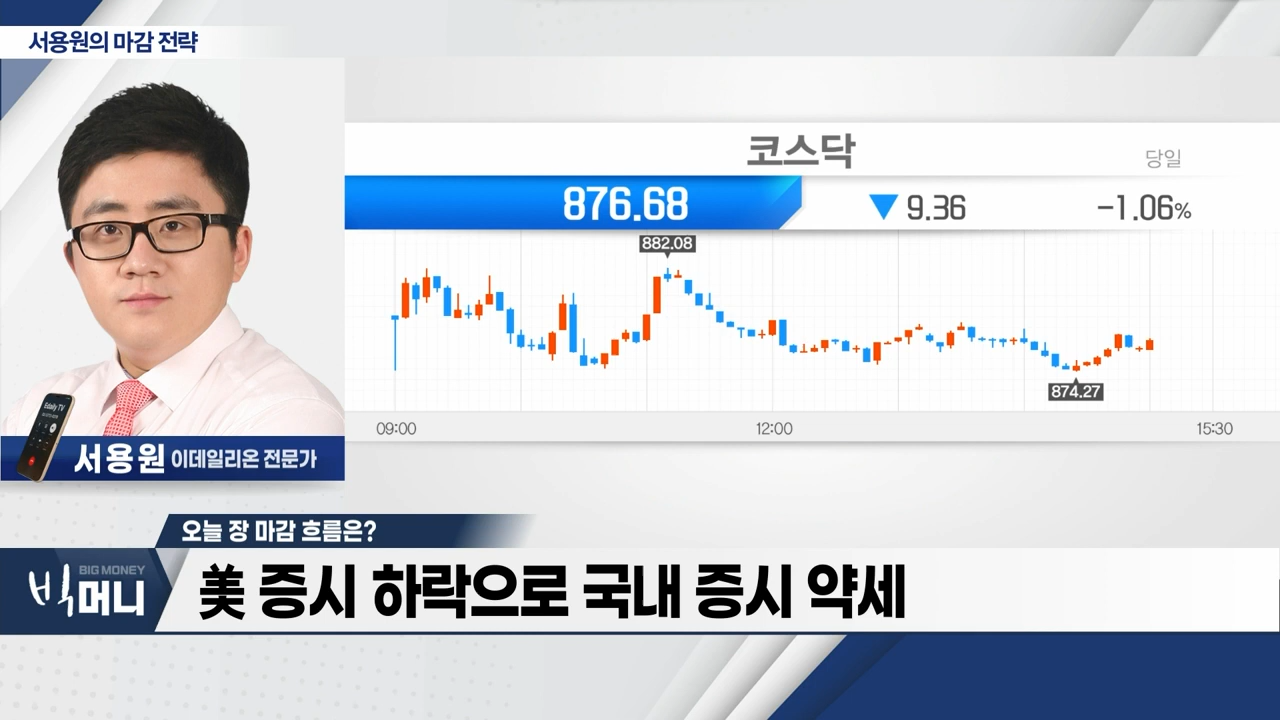 서용원의 마감 전략
코스닥
당일
876.68 ▼ 9.36 -1.06%
882.08
874.27
09:00 12:00 15:30
Edaily TV
서용원 이데일리온 전문가
오늘 장 마감 흐름은?
BIG MONEY
빅머니
美 증시 하락으로 국내 증시 약세